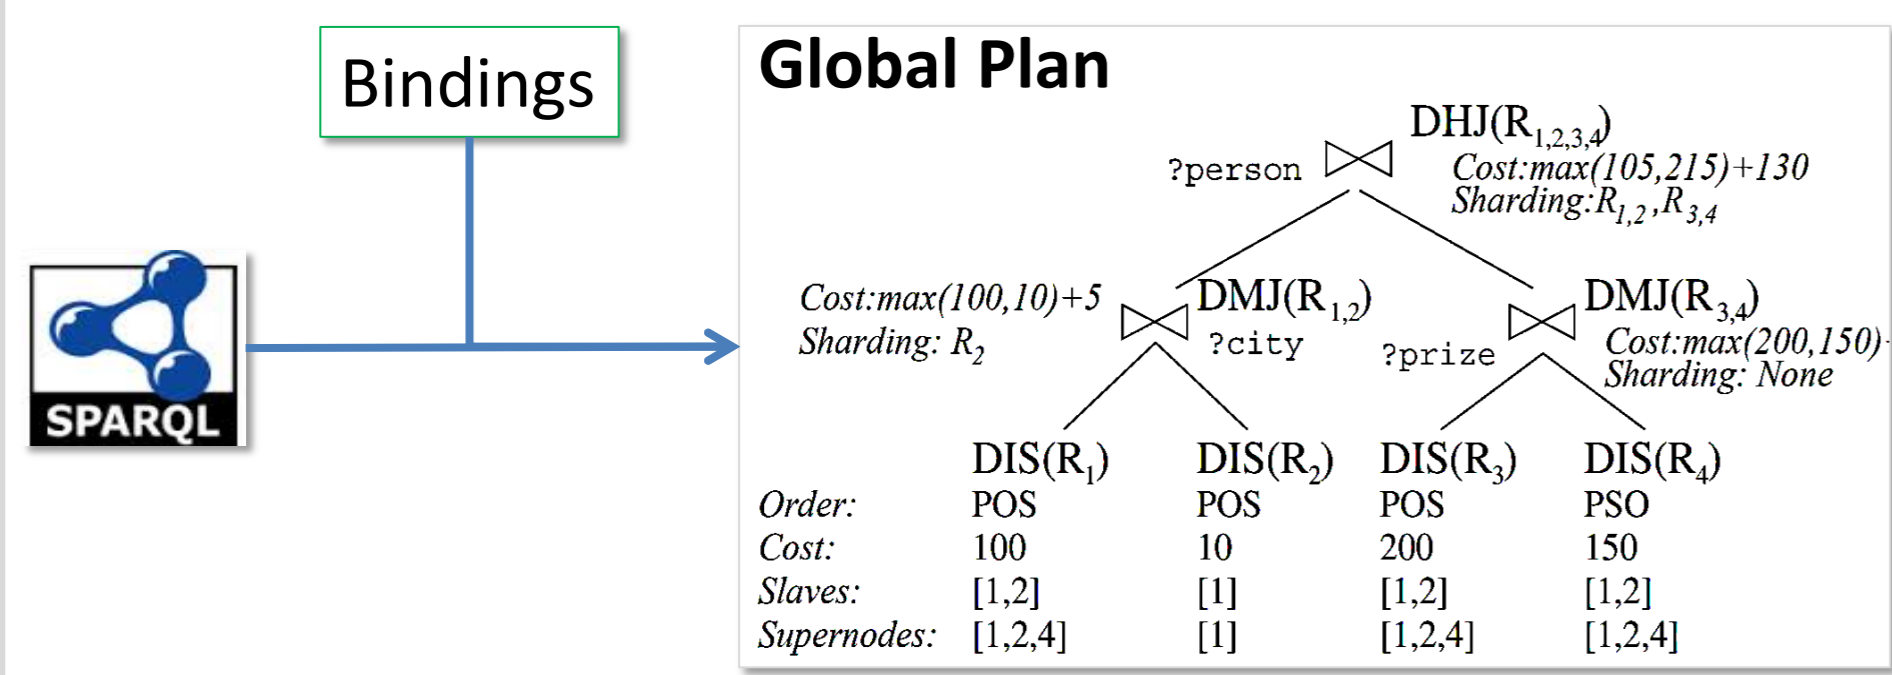 Bindings
SPARQL
Global Plan
DHJ(R1,2,3,4)
?person
Cost:max(105,215)+130
Sharding:R1,2,R3,4
Cost:max(100,10)+5
Sharding: R2
DMJ(R1,2)
?city
DMJ(R3,4)
?prize
Cost:max(200,150)
Sharding: None
DIS(R1) DIS(R2) DIS(R3) DIS(R4)
Order: POS POS POS PSO
Cost: 100 10 200 150
Slaves: [1,2] [1] [1,2] [1,2]
Supernodes: [1,2,4] [1] [1,2,4] [1,2,4]